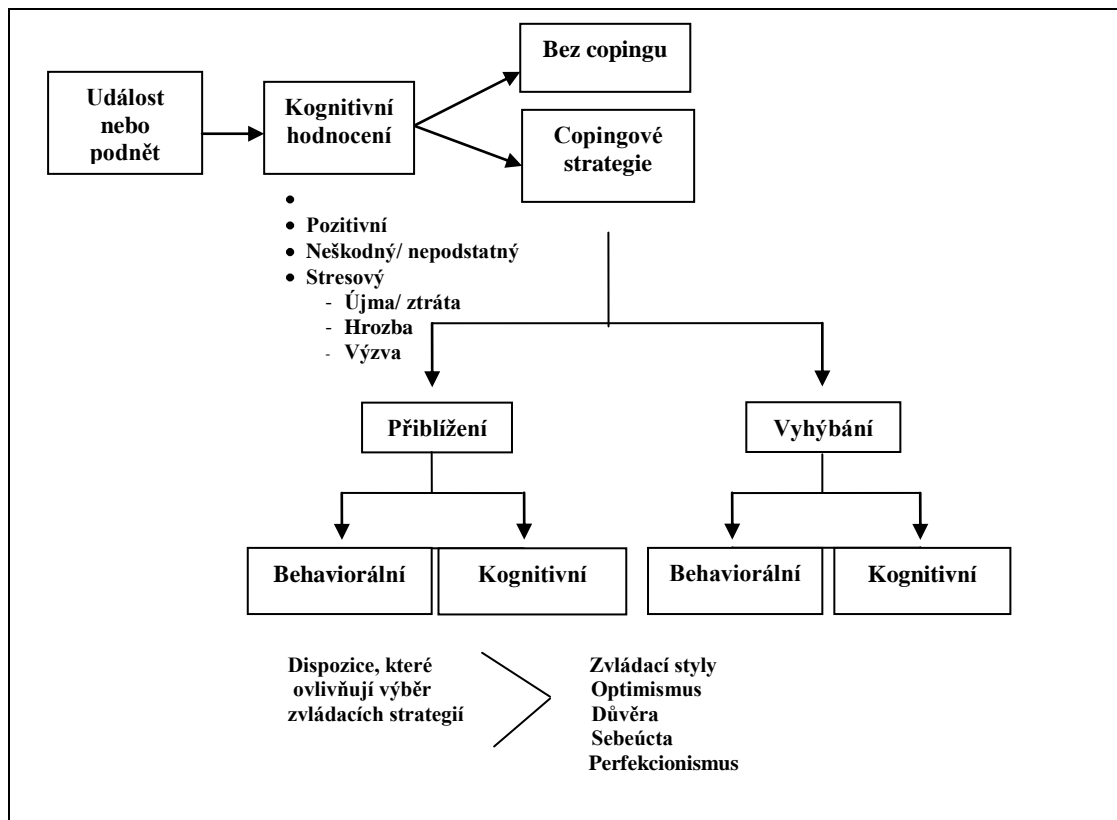 Událost
nebo
podnět
Kognitivní
hodnocení
Bez copingu
Copingové
strategie
•
• Pozitivní
• Neškodný/ nepodstatný
• Stresový
- Újma/ ztráta
- Hrozba
- Výzva
Přiblížení
Vyhýbání
Behaviorální
Kognitivní
Behaviorální
Kognitivní
Dispozice, které
ovlivňují výběr
zvládacích strategií
Zvládací styly
Optimismus
Důvěra
Sebeúcta
Perfekcionismus